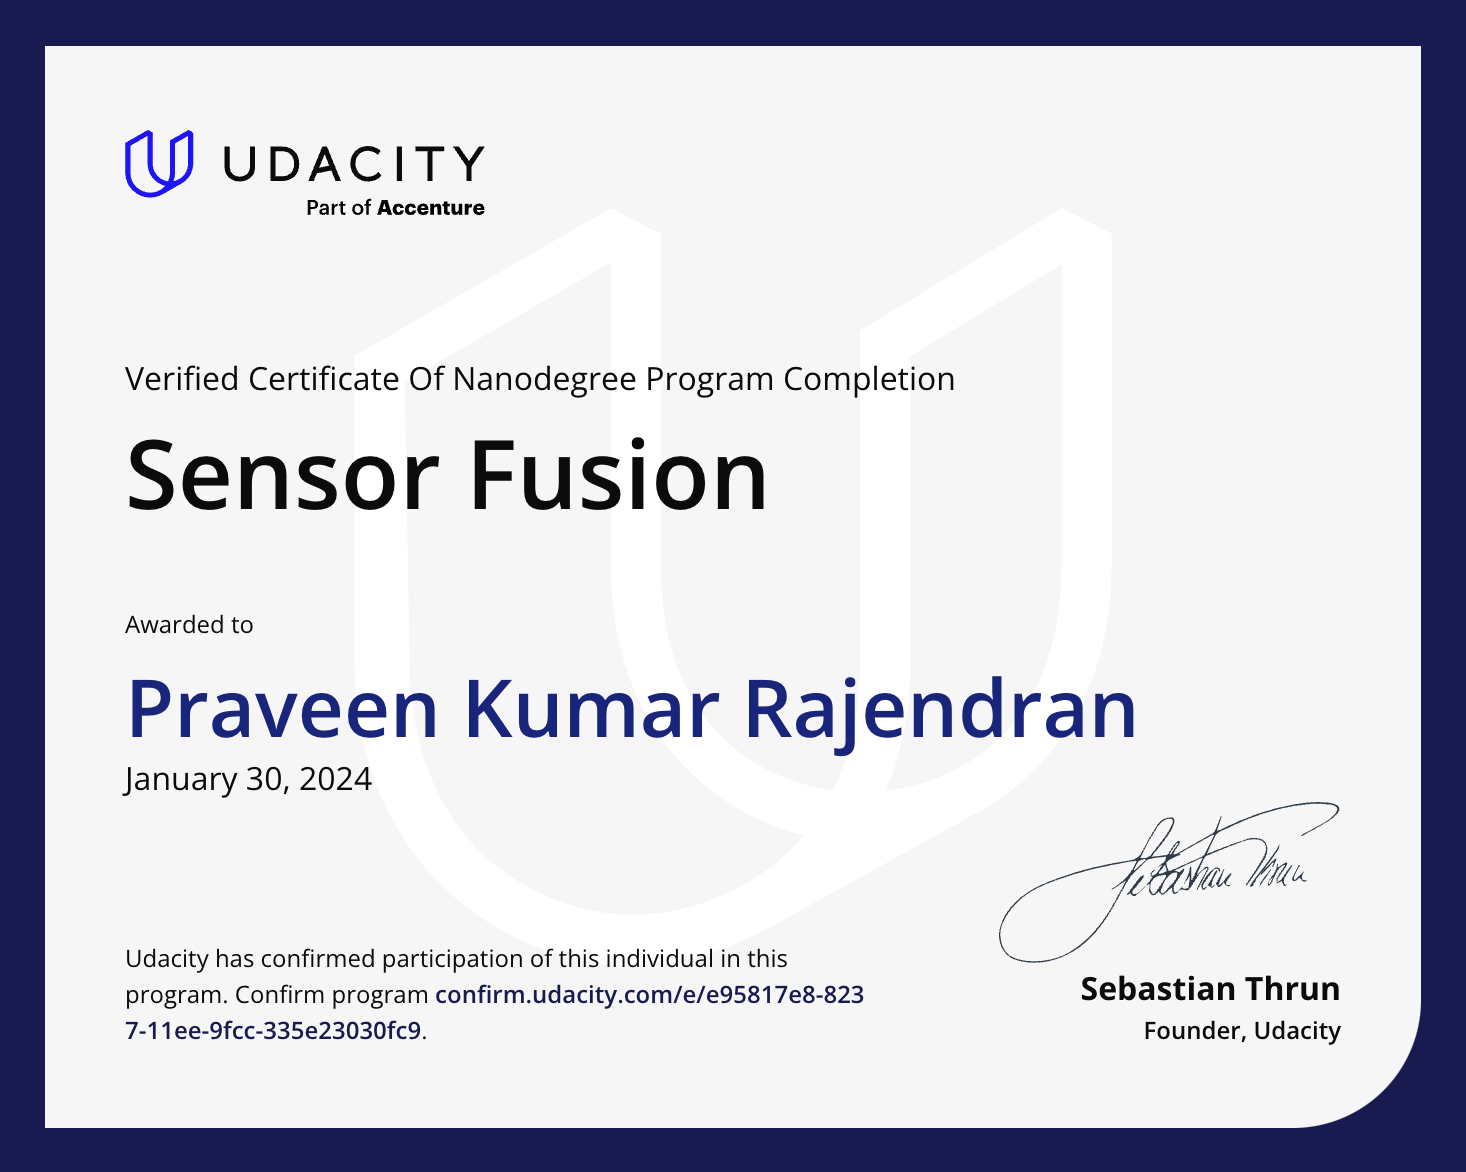 UDACITY
Part of Accenture
Verified Certificate Of Nanodegree Program Completion
Sensor Fusion
Awarded to
Praveen Kumar Rajendran
January 30, 2024
Sebastian Thrun
Udacity has confirmed participation of this individual in this
program. Confirm program confirm.udacity.com/e/e95817e8-823
7-11ee-9fcc-335e23030fc9.
Sebastian Thrun
Founder, Udacity